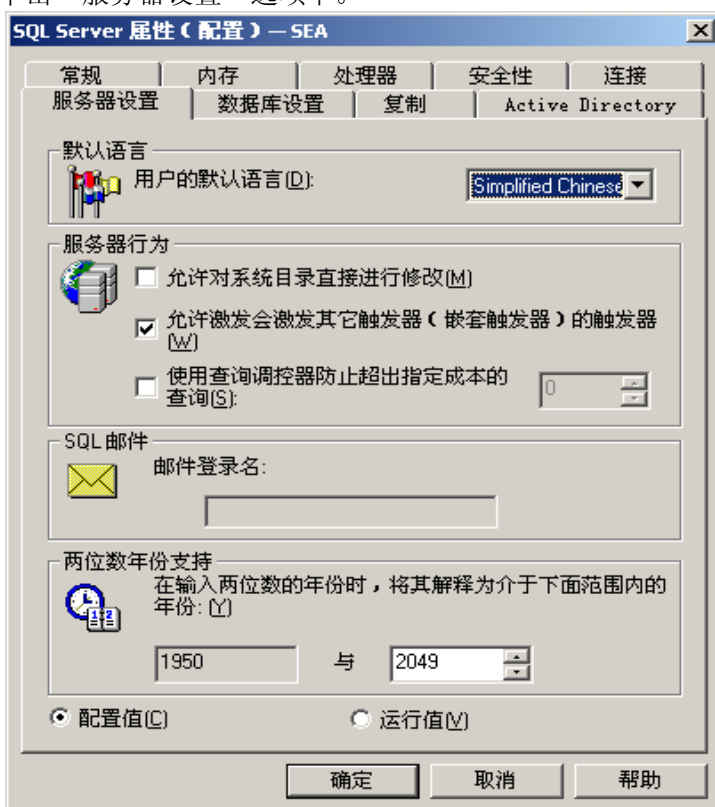 SQL Server 属性(配置) — SEA
常规 内存 处理器 安全性 连接
服务器设置 数据库设置 复制 Active Directory
默认语言
用户的默认语言(D):
Simplified Chinese
服务器行为
允许对系统目录直接进行修改(M)
允许激发会激发其它触发器(嵌套触发器)的触发器
(W)
使用查询调控器防止超出指定成本的
查询(S):
0
SQL 邮件
邮件登录名:
两位数年份支持
在输入两位数的年份时,将其解释为介于下面范围内的
年份:(Y)
1950 与 2049
配置值(C) 运行值(V)
确定 取消 帮助